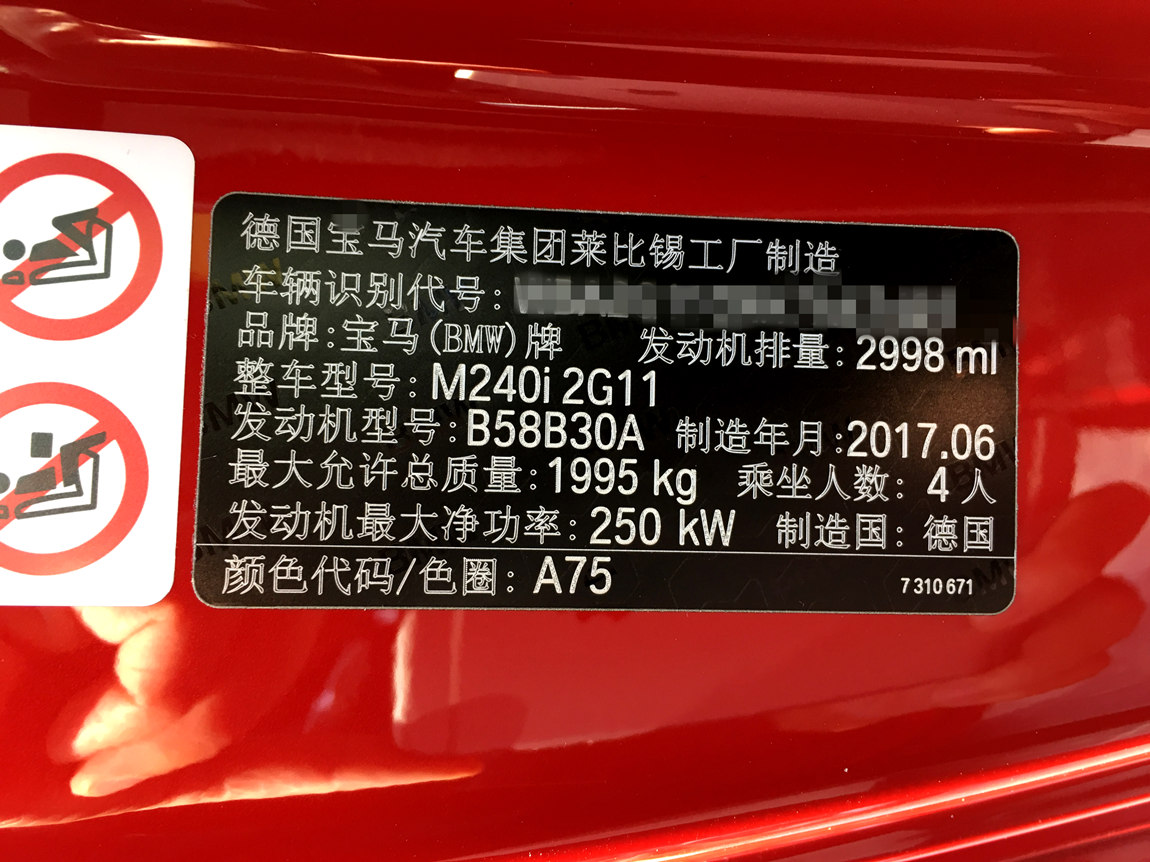 德国宝马汽车集团莱比锡工厂制造
车辆识别代号:
品牌:宝马(BMW)牌 发动机排量:2998 ml
整车型号:M240i 2G11
发动机型号:B58B30A 制造年月:2017.06
最大允许总质量:1995 kg 乘坐人数:4人
发动机最大净功率:250 kW 制造国:德国
颜色代码/色圈:A75 7 310 671